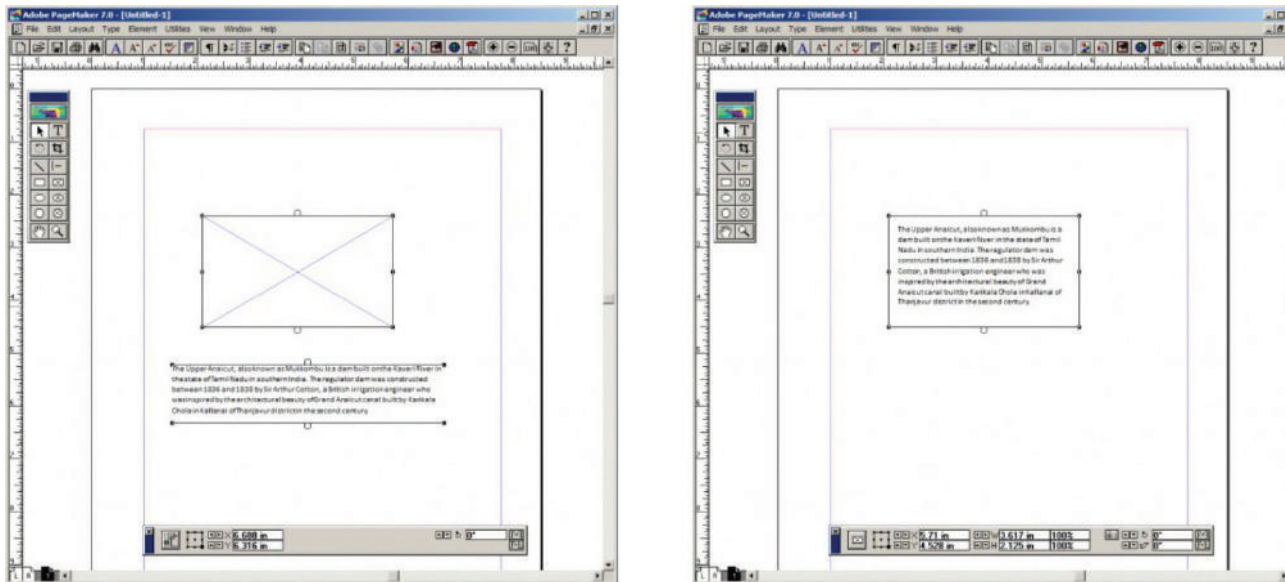 Adobe PageMaker 7.0 - [Untitled-1]
File Edit Layout Type Element Utilities View Window Help
The Upper Anaicut, also known as Mukkombu is a dam built on the Kaveri River in
the state of Tamil Nadu in southern India. The regulator dam was constructed
between 1836 and 1838 by Sir Arthur Cotton, a British irrigation engineer who
was inspired by the architectural beauty of Grand Anaicut canal built by Karikala
Chola in Kallanai of Thanjavur district in the second century.
X 6.688 in
Y 6.316 in
0°
L R 1
Adobe PageMaker 7.0 - [Untitled-1]
File Edit Layout Type Element Utilities View Window Help
The Upper Anaicut, also known as Mukkombu is a
dam built on the Kaveri River in the state of Tamil
Nadu in southern India. The regulator dam was
constructed between 1836 and 1838 by Sir Arthur
Cotton, a British irrigation engineer who was
inspired by the architectural beauty of Grand
Anaicut canal built by Karikala Chola in Kallanai of
Thanjavur district in the second century.
X 5.71 in W 3.617 in 100% 0°
Y 4.528 in H 2.125 in 100% 0°
L R 1